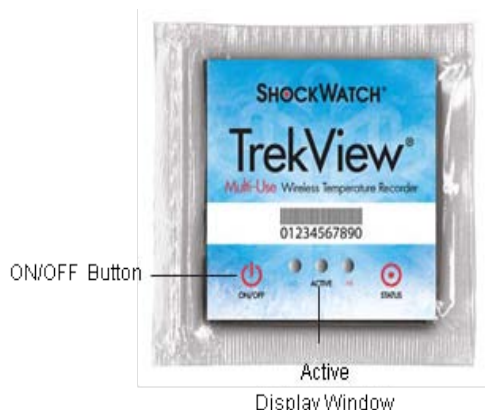 SHOCKWATCH®
TrekView®
Multi-Use Wireless Temperature Recorder
01234567890
ON/OFF Button
ON/OFF
ACTIVE
STATUS
Active
Display Window